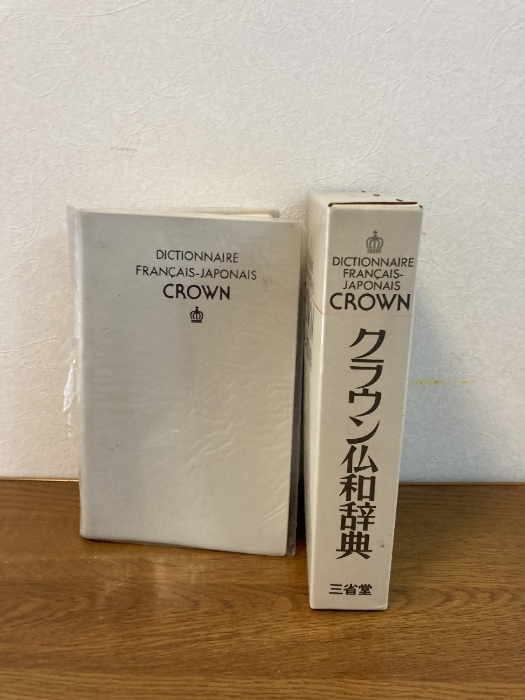 DICTIONNAIRE
FRANÇAIS-JAPONAIS
CROWN
DICTIONNAIRE
FRANÇAIS-
JAPONAIS
CROWN
クラウン仏和辞典
三省堂